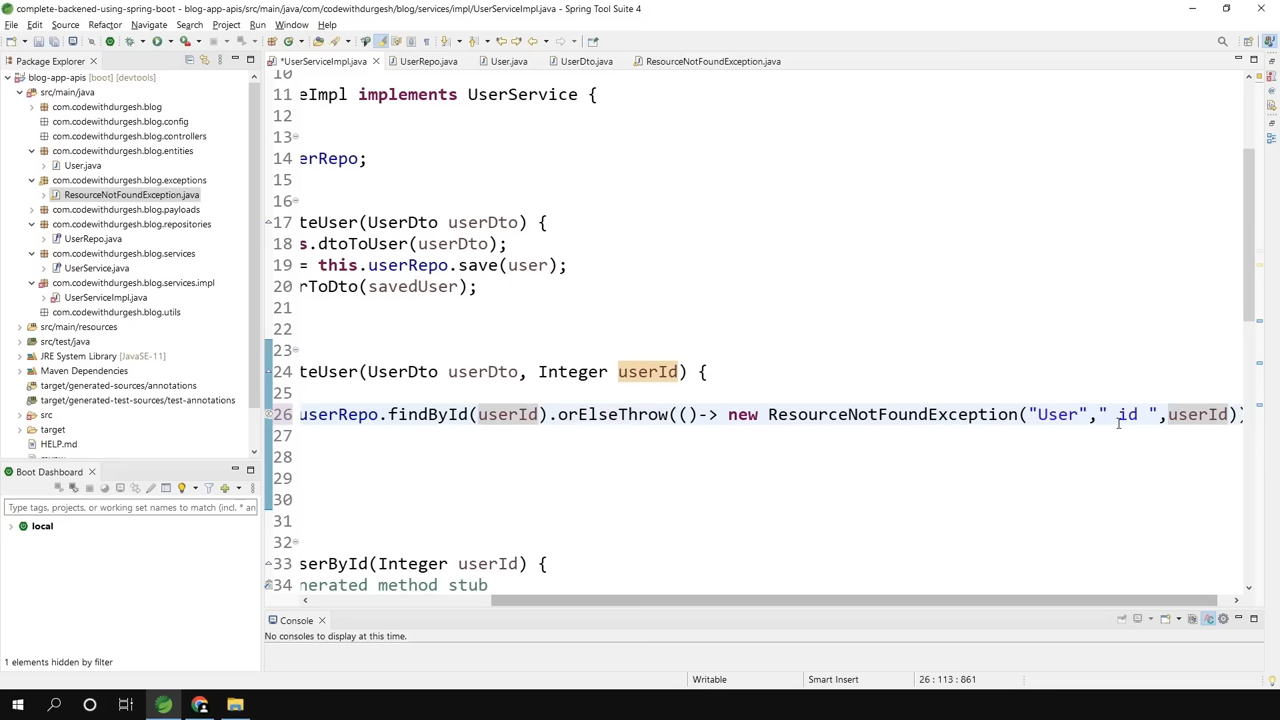 complete-backened-using-spring-boot - blog-app-apis/src/main/java/com/codewithdurgesh/blog/services/impl/UserServiceImpl.java - Spring Tool Suite 4
File Edit Source Refactor Navigate Search Project Run Window Help
Package Explorer
blog-app-apis [boot] [devtools]
src/main/java
com.codewithdurgesh.blog
com.codewithdurgesh.blog.config
com.codewithdurgesh.blog.controllers
com.codewithdurgesh.blog.entities
User.java
com.codewithdurgesh.blog.exceptions
ResourceNotFoundException.java
com.codewithdurgesh.blog.payloads
com.codewithdurgesh.blog.repositories
UserRepo.java
com.codewithdurgesh.blog.services
UserService.java
com.codewithdurgesh.blog.services.impl
UserServiceImpl.java
com.codewithdurgesh.blog.utils
src/main/resources
src/test/java
JRE System Library [JavaSE-11]
Maven Dependencies
target/generated-sources/annotations
target/generated-test-sources/test-annotations
src
target
HELP.md
Boot Dashboard
Type tags, projects, or working set names to match (incl. * an
local
1 elements hidden by filter
*UserServiceImpl.java UserRepo.java User.java UserDto.java ResourceNotFoundException.java
10
11 eImpl implements UserService {
12
13
14 erRepo;
15
16
17 teUser(UserDto userDto) {
18 s.dtoToUser(userDto);
19 = this.userRepo.save(user);
20 rToDto(savedUser);
21
22
23
24 teUser(UserDto userDto, Integer userId) {
25
26 userRepo.findById(userId).orElseThrow(()-> new ResourceNotFoundException("User"," id ",userId))
27
28
29
30
31
32
33 serById(Integer userId) {
34 nerated method stub
Console
No consoles to display at this time.
Writable Smart Insert 26 : 113 : 861